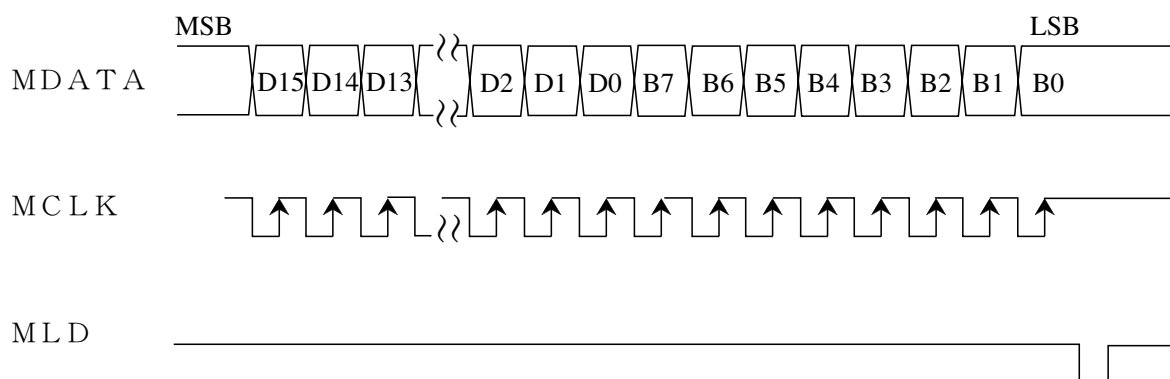 MSB LSB
MDATA D15 D14 D13 D2 D1 D0 B7 B6 B5 B4 B3 B2 B1 B0
MCLK
MLD